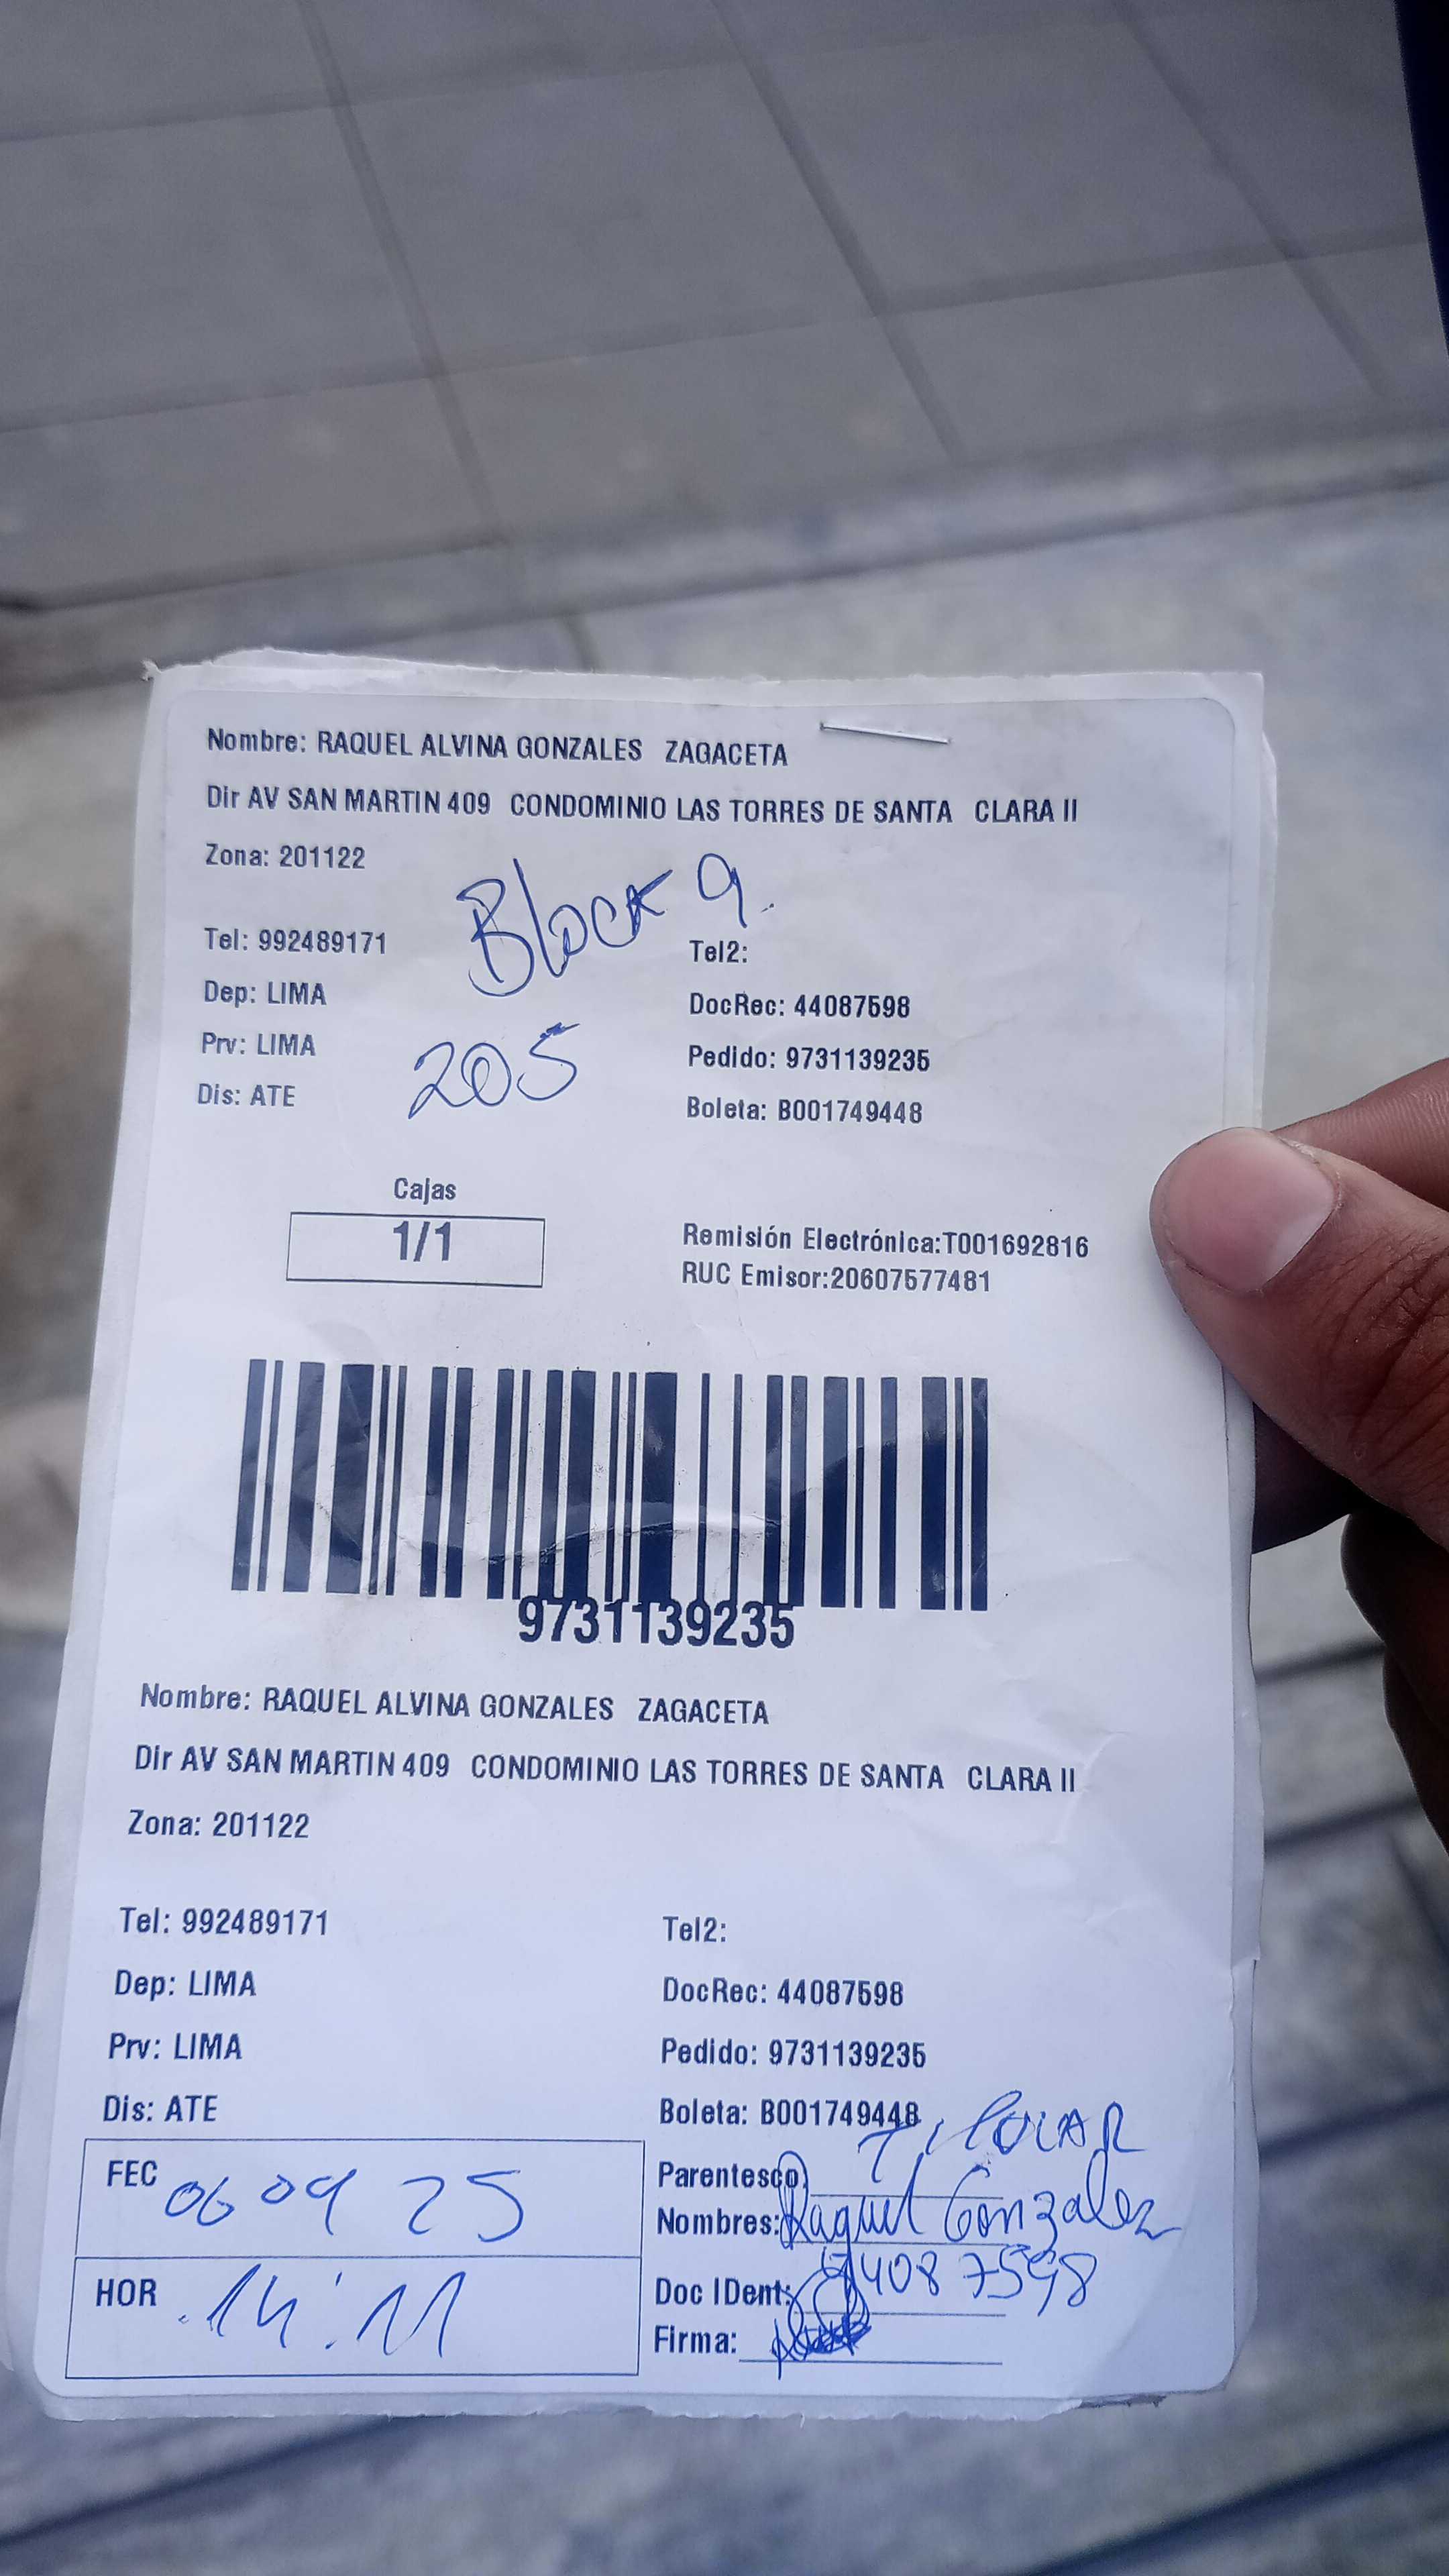 Nombre: RAQUEL ALVINA GONZALES ZAGACETA
Dir AV SAN MARTIN 409 CONDOMINIO LAS TORRES DE SANTA CLARA II
Zona: 201122
Block 9.
Tel: 992489171 Tel2:
Dep: LIMA DocRec: 44087598
Prv: LIMA 205 Pedido: 9731139235
Dis: ATE Boleta: B001749448
Cajas
1/1
Remisión Electrónica:T001692816
RUC Emisor:20607577481
9731139235
Nombre: RAQUEL ALVINA GONZALES ZAGACETA
Dir AV SAN MARTIN 409 CONDOMINIO LAS TORRES DE SANTA CLARA II
Zona: 201122
Tel: 992489171 Tel2:
Dep: LIMA DocRec: 44087598
Prv: LIMA Pedido: 9731139235
Dis: ATE Boleta: B001749448
FEC 06 09 25 Parentesco:
Nombres: Raquel Gonzales
HOR 14:11 Doc IDent: 44087598
Firma: